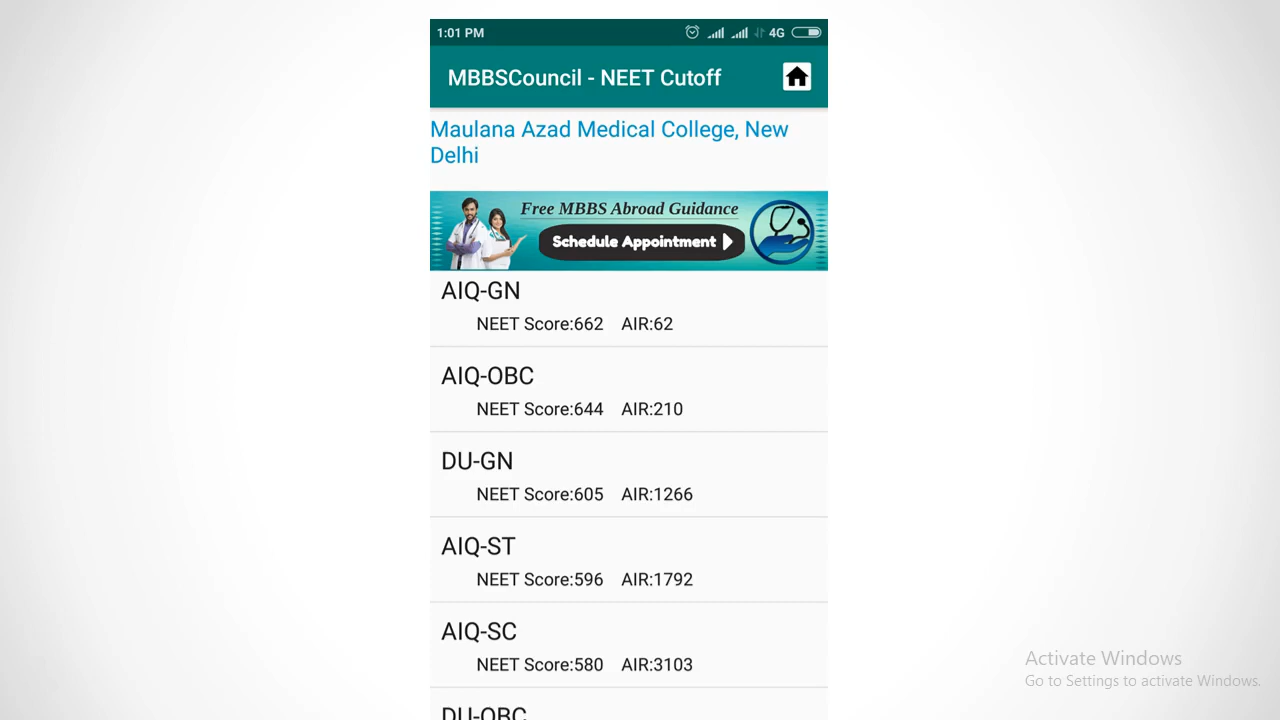 1:01 PM 4G
MBBSCouncil - NEET Cutoff
Maulana Azad Medical College, New
Delhi
Free MBBS Abroad Guidance
Schedule Appointment
AIQ-GN
NEET Score:662 AIR:62
AIQ-OBC
NEET Score:644 AIR:210
DU-GN
NEET Score:605 AIR:1266
AIQ-ST
NEET Score:596 AIR:1792
AIQ-SC
NEET Score:580 AIR:3103
DU-OBC
Activate Windows
Go to Settings to activate Windows.